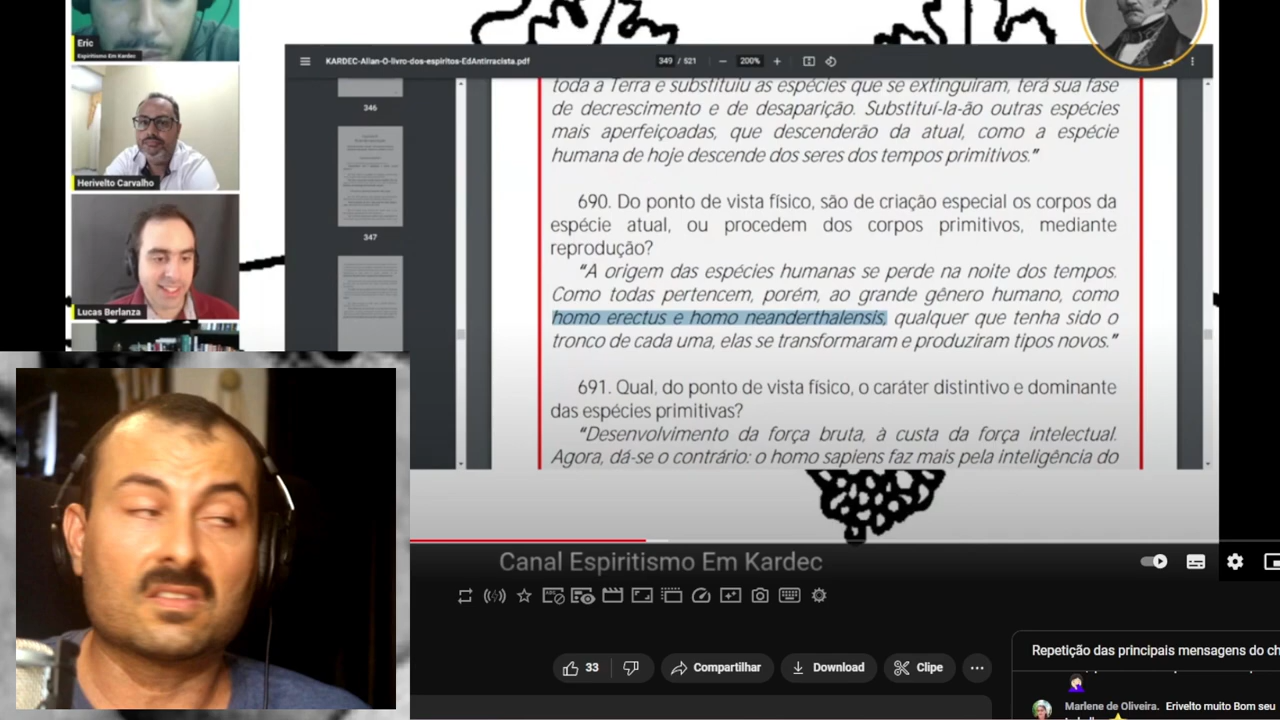 Eric
Espiritismo Em Kardec
Herivelto Carvalho
Lucas Berlanza
KARDEC-Allan-O-livro-dos-espiritos-EdAntirracista.pdf
349 / 521
200%
346
347
toda a Terra e substituiu as espécies que se extinguiram, terá sua fase
de decrescimento e de desaparição. Substituí-la-ão outras espécies
mais aperfeiçoadas, que descenderão da atual, como a espécie
humana de hoje descende dos seres dos tempos primitivos.”
690. Do ponto de vista físico, são de criação especial os corpos da
espécie atual, ou procedem dos corpos primitivos, mediante
reprodução?
“A origem das espécies humanas se perde na noite dos tempos.
Como todas pertencem, porém, ao grande gênero humano, como
homo erectus e homo neanderthalensis, qualquer que tenha sido o
tronco de cada uma, elas se transformaram e produziram tipos novos.”
691. Qual, do ponto de vista físico, o caráter distintivo e dominante
das espécies primitivas?
“Desenvolvimento da força bruta, à custa da força intelectual.
Agora, dá-se o contrário: o homo sapiens faz mais pela inteligência do
Canal Espiritismo Em Kardec
33
Compartilhar
Download
Clipe
Repetição das principais mensagens do ch
Marlene de Oliveira. Erivelto muito Bom seu